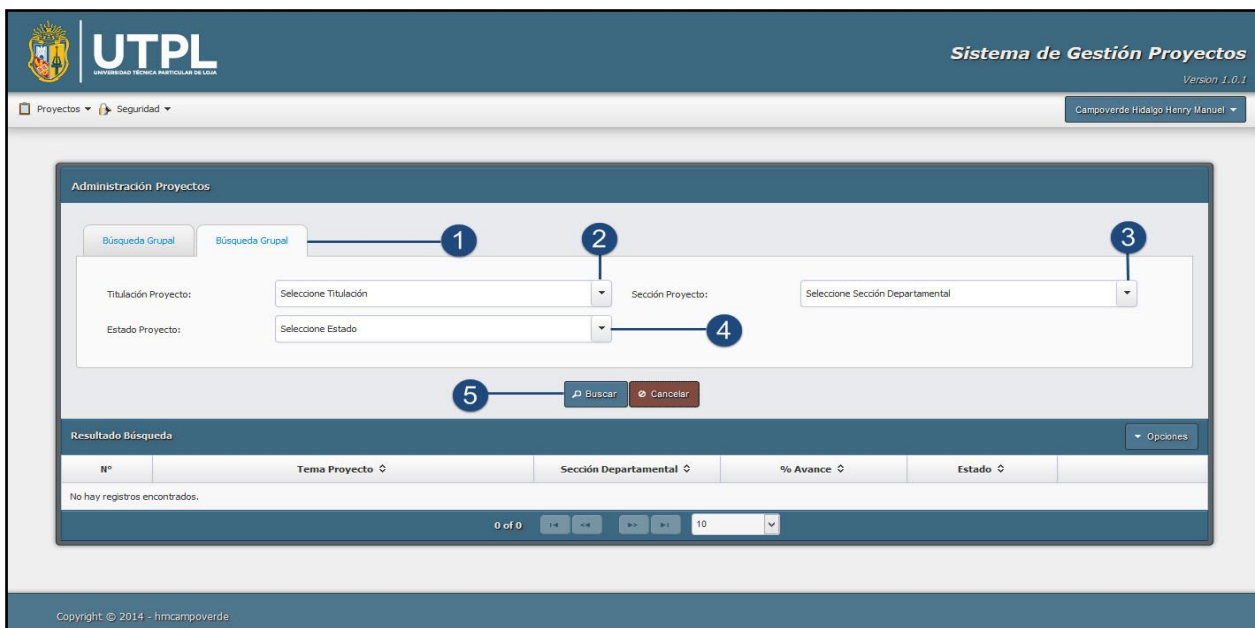 UTPL
UNIVERSIDAD TÉCNICA PARTICULAR DE LOJA
Sistema de Gestión Proyectos
Version 1.0.1
Proyectos Seguridad Campoverde Hidalgo Henry Manuel
Administración Proyectos
Búsqueda Grupal Búsqueda Grupal 1 2 3
Titulación Proyecto: Seleccione Titulación Sección Proyecto: Seleccione Sección Departamental
Estado Proyecto: Seleccione Estado 4
5 Buscar Cancelar
Resultado Búsqueda Opciones
Nº Tema Proyecto Sección Departamental % Avance Estado
No hay registros encontrados.
0 of 0 10
Copyright © 2014 - hmcampoverde